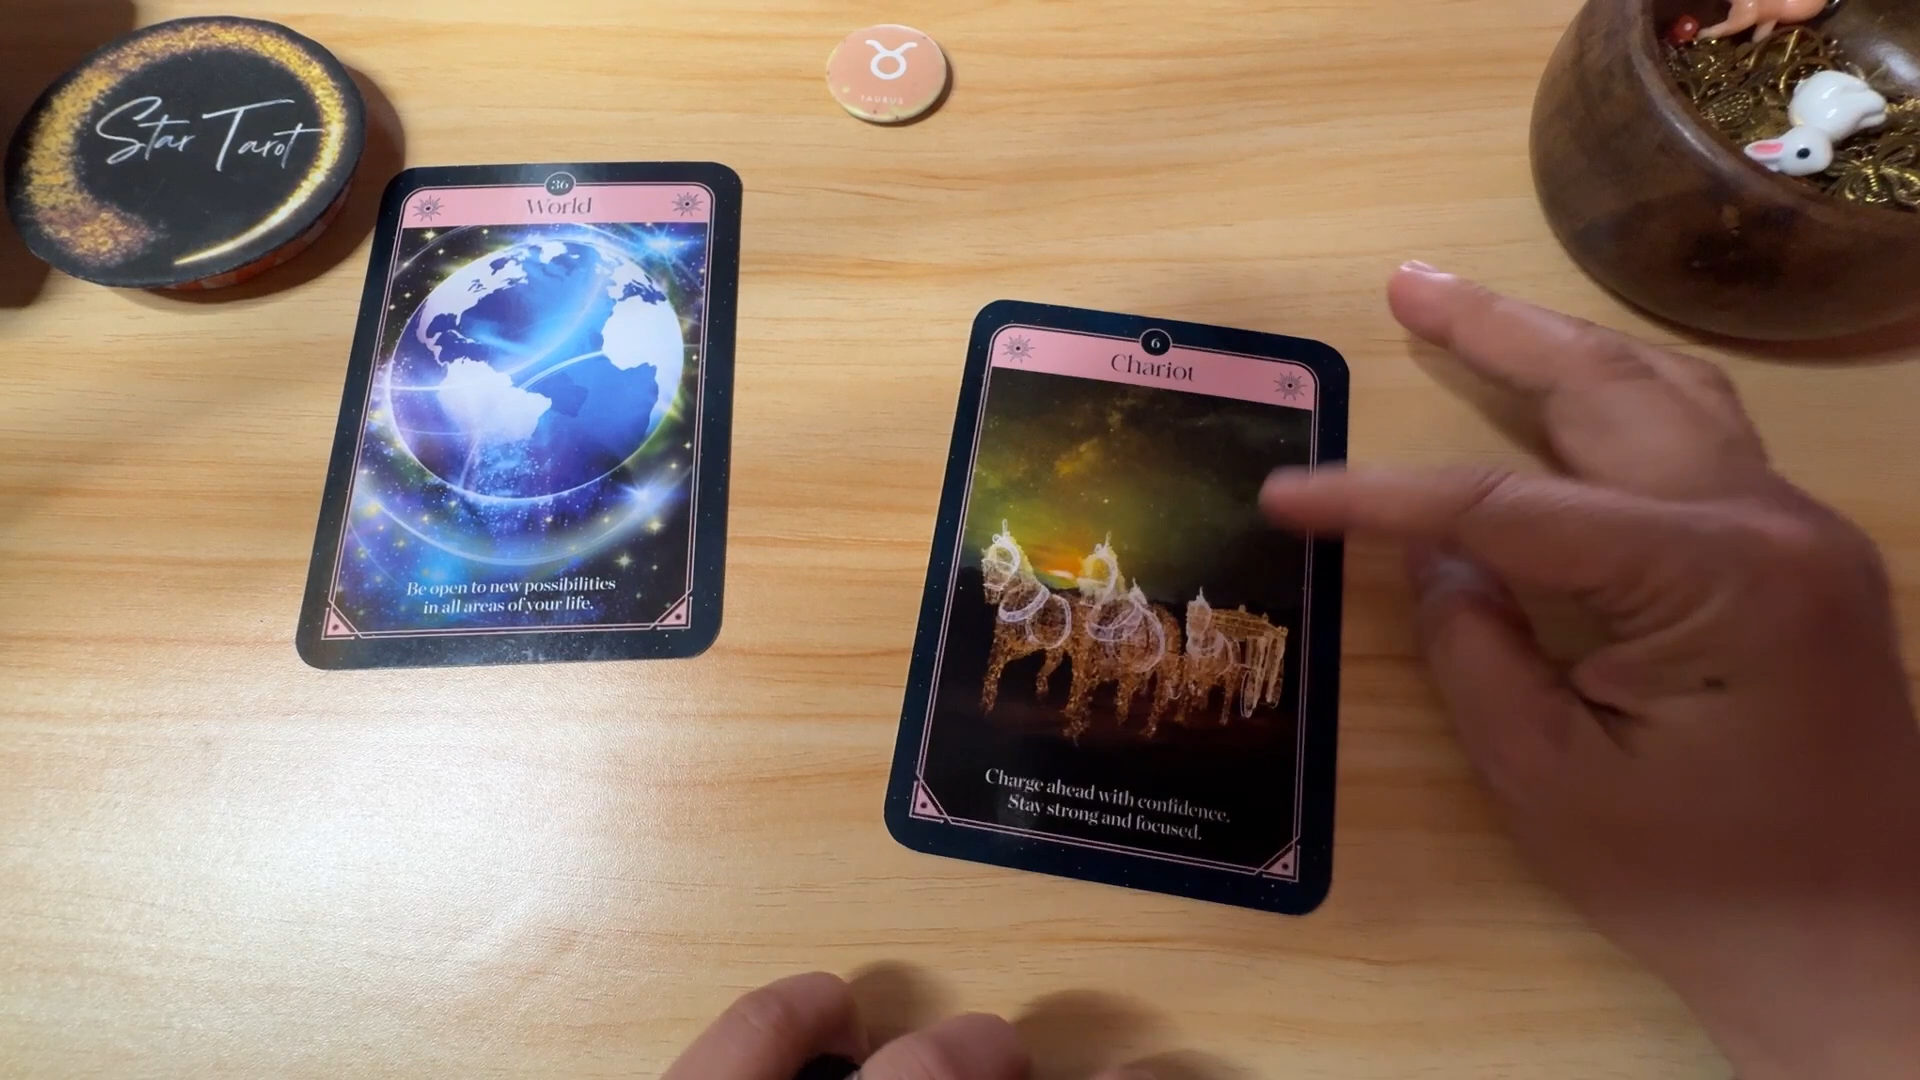 Star Tarot
TAURUS
36
World
Be open to new possibilities
in all areas of your life.
6
Chariot
Charge ahead with confidence.
Stay strong and focused.